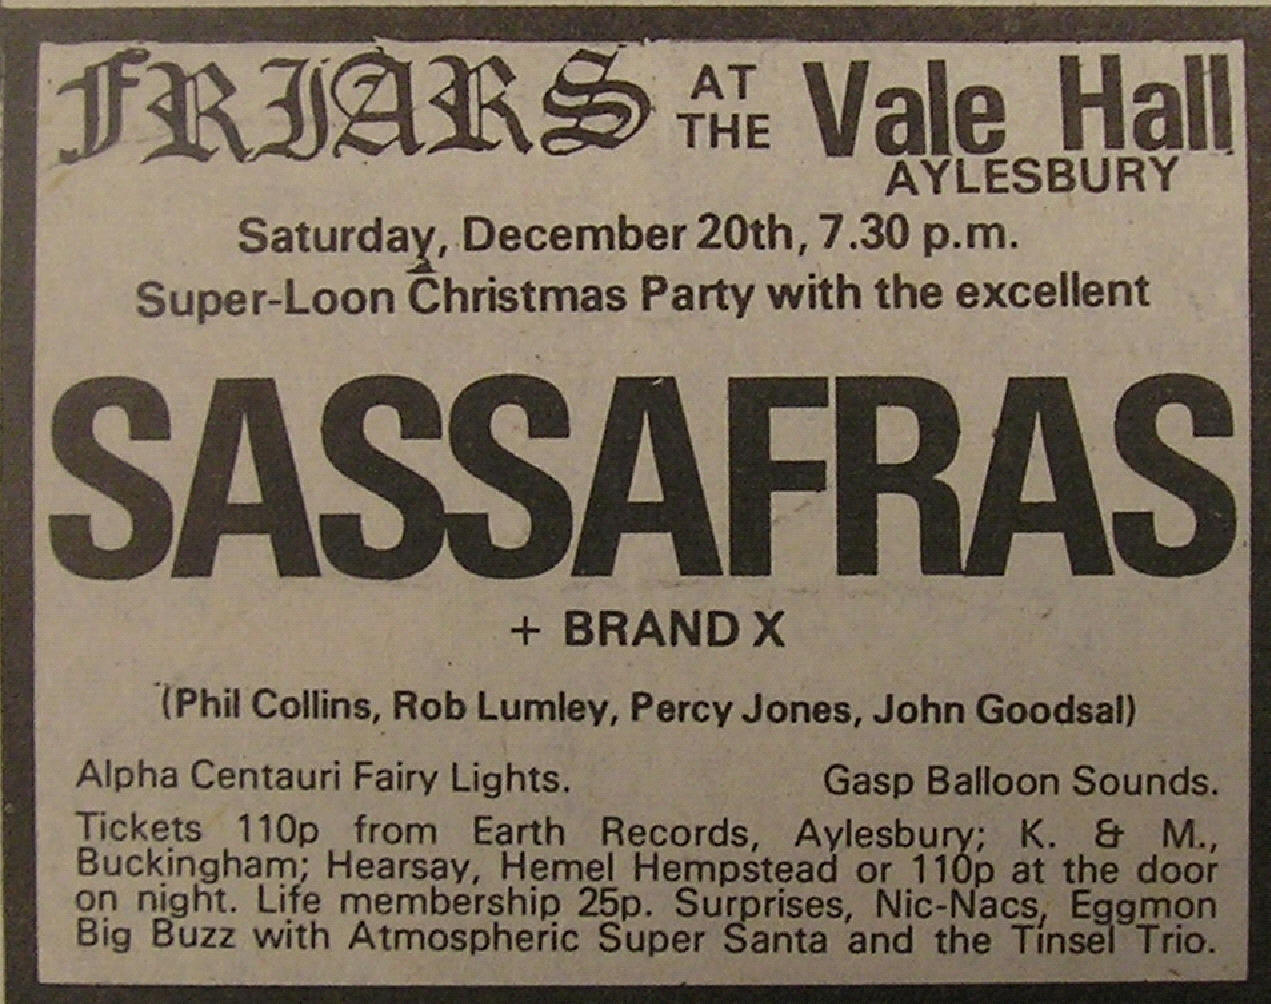 FRIARS AT THE Vale Hall
AYLESBURY
Saturday, December 20th, 7.30 p.m.
Super-Loon Christmas Party with the excellent
SASSAFRAS
+ BRAND X
(Phil Collins, Rob Lumley, Percy Jones, John Goodsal)
Alpha Centauri Fairy Lights. Gasp Balloon Sounds.
Tickets 110p from Earth Records, Aylesbury; K. & M.,
Buckingham; Hearsay, Hemel Hempstead or 110p at the door
on night. Life membership 25p. Surprises, Nic-Nacs, Eggmon
Big Buzz with Atmospheric Super Santa and the Tinsel Trio.